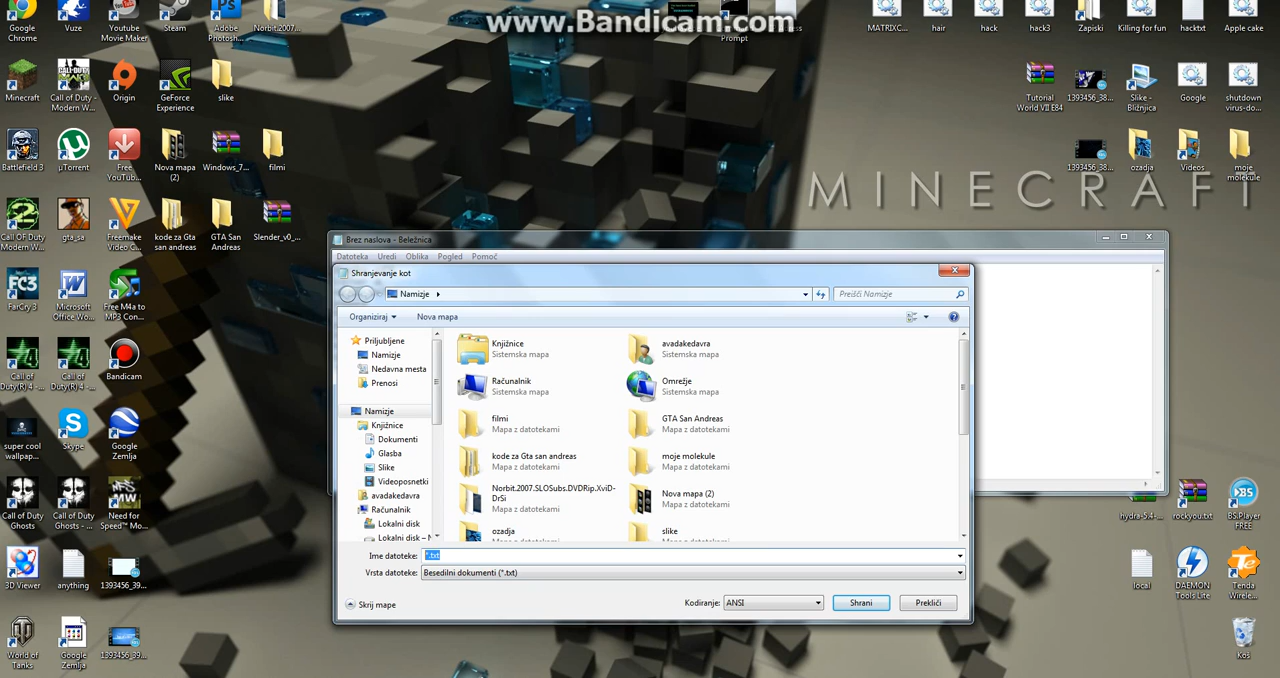 www.Bandicam.com
Google
Chrome
Vuze
Youtube
Movie Maker
Steam
Adobe
Photosh...
Norbit2007...
Prompt
MATRIXC...
hair
hack
hack3
Zapiski
Killing for fun
hacktxt
Apple cake
Minecraft
Call of Duty -
Modern W...
Origin
GeForce
Experience
slike
Tutorial
World VII E84
1393456_38...
Slike -
Bližnjica
Google
shutdown
virus-do...
Battlefield 3
µTorrent
Free
YouTub...
Nova mapa
(2)
Windows_7...
filmi
1393456_38...
ozadja
Videos
moje
molekule
MINECRAFT
Call OF Duty
Modern W...
gta_sa
Freemake
Video C...
kode za Gta
san andreas
GTA San
Andreas
Slender_v0_...
Brez naslova - Beležnica
Datoteka Uredi Oblika Pogled Pomoč
Shranjevanje kot
Namizje
Preišči Namizje
Organiziraj
Nova mapa
Priljubljene
Namizje
Nedavna mesta
Prenosi
Namizje
Knjižnice
Dokumenti
Glasba
Slike
Videoposnetki
avadakedavra
Računalnik
Lokalni disk
Knjižnice
Sistemska mapa
avadakedavra
Sistemska mapa
Računalnik
Sistemska mapa
Omrežje
Sistemska mapa
filmi
Mapa z datotekami
GTA San Andreas
Mapa z datotekami
kode za Gta san andreas
Mapa z datotekami
moje molekule
Mapa z datotekami
Norbit.2007.SLOSubs.DVDRip.XviD-
DrSi
Mapa z datotekami
Nova mapa (2)
Mapa z datotekami
ozadja
slike
Ime datoteke: *.txt
Vrsta datoteke: Besedilni dokumenti (*.txt)
Skrij mape
Kodiranje: ANSI
Shrani
Prekliči
FarCry 3
Microsoft
Office Wo...
Free M4a to
MP3 Con...
Call of
Duty(R) 4 -...
Call of
Duty(R) 4 -...
Bandicam
super cool
wallpap...
Skype
Google
Zemlja
Call of Duty
Ghosts
Call of Duty
Ghosts - ...
Need for
Speed™ Mo...
hydra-5.4-...
rockyou.txt
BS.Player
FREE
3D Viewer
anything
1393456_39...
local
DAEMON
Tools Lite
Tenda
Wirele...
World of
Tanks
Google
Zemlja
1393456_39...
Koš